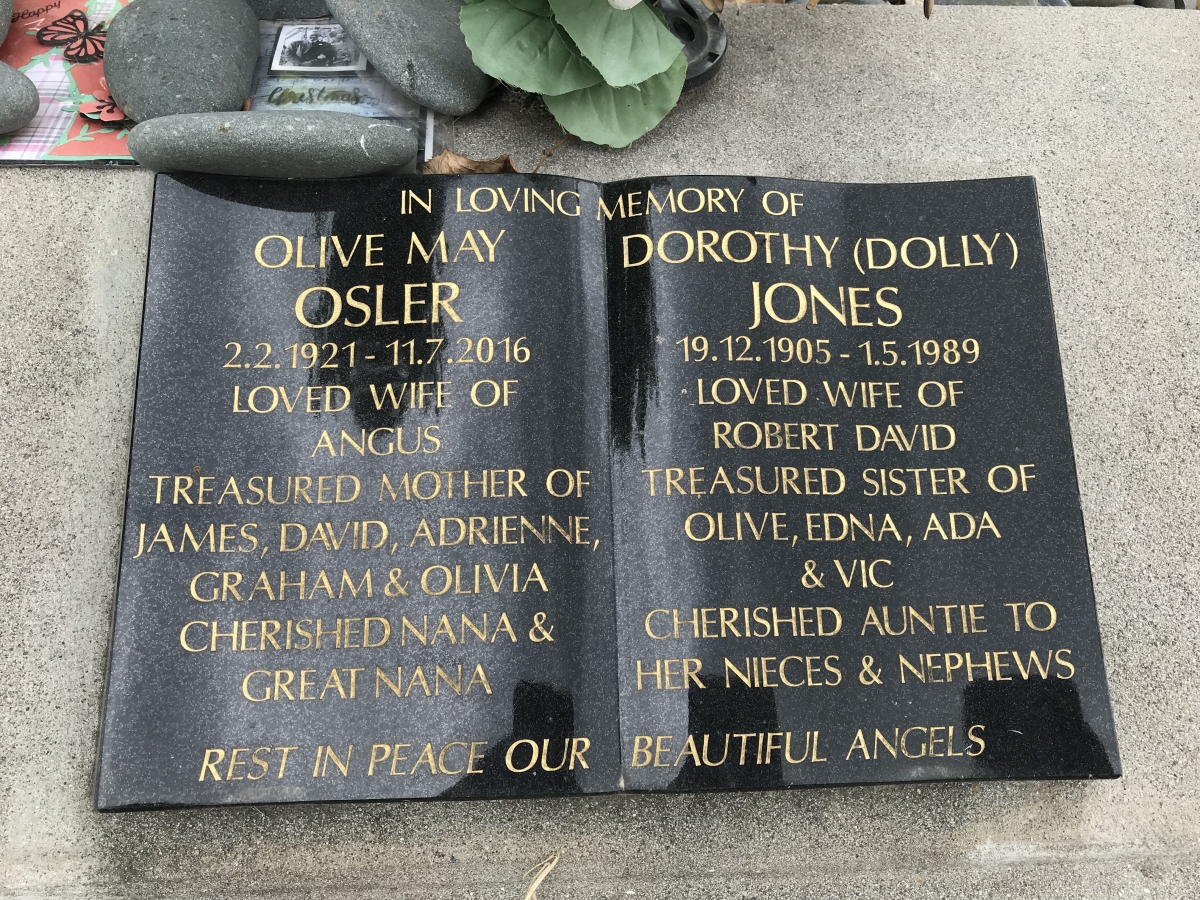 Happy
Christmas
IN LOVING MEMORY OF
OLIVE MAY
OSLER
2.2.1921 - 11.7.2016
LOVED WIFE OF
ANGUS
TREASURED MOTHER OF
JAMES, DAVID, ADRIENNE,
GRAHAM & OLIVIA
CHERISHED NANA &
GREAT NANA
DOROTHY (DOLLY)
JONES
19.12.1905 - 1.5.1989
LOVED WIFE OF
ROBERT DAVID
TREASURED SISTER OF
OLIVE, EDNA, ADA
& VIC
CHERISHED AUNTIE TO
HER NIECES & NEPHEWS
REST IN PEACE OUR BEAUTIFUL ANGELS